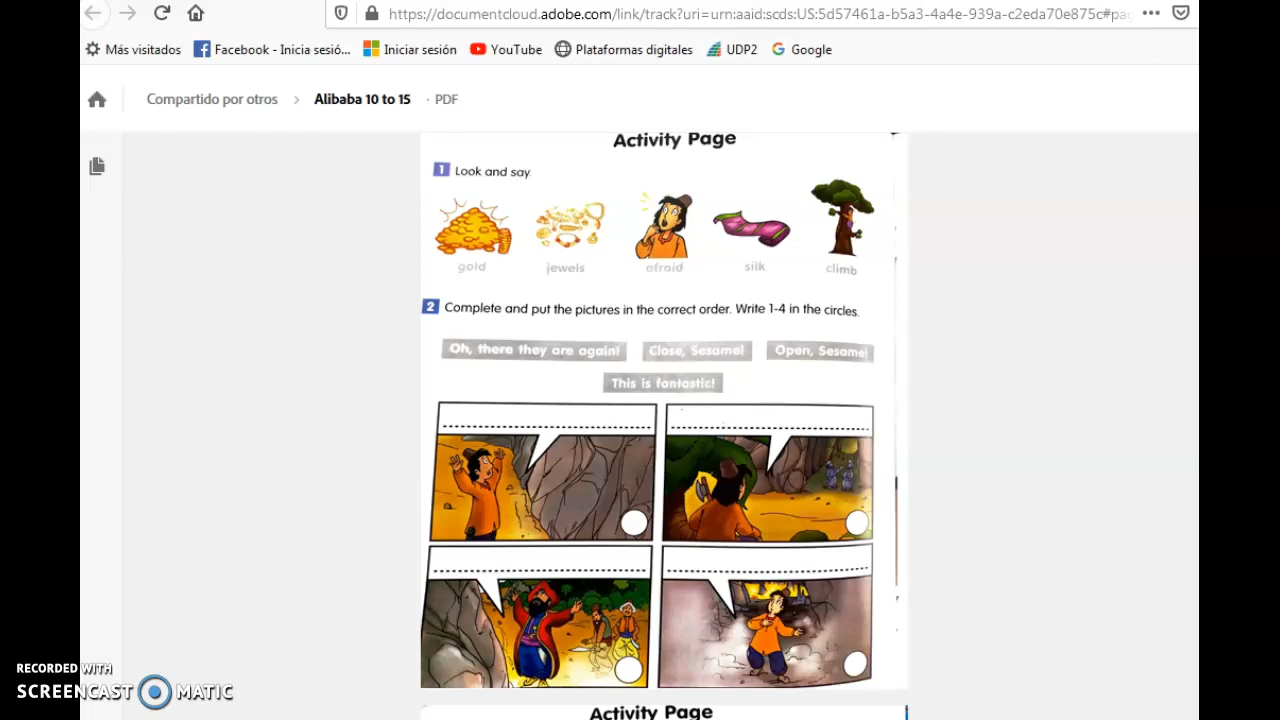 https://documentcloud.adobe.com/link/track?uri=urn:aaid:scds:US:5d57461a-b5a3-4a4e-939a-c2eda70e875c#pag
Más visitados Facebook - Inicia sesió... Iniciar sesión YouTube Plataformas digitales UDP2 Google
Compartido por otros > Alibaba 10 to 15 · PDF
Activity Page
1 Look and say.
gold jewels afraid silk climb
2 Complete and put the pictures in the correct order. Write 1-4 in the circles.
Oh, there they are again! Close, Sesame! Open, Sesame!
This is fantastic!
RECORDED WITH
SCREENCAST MATIC
Activity Page